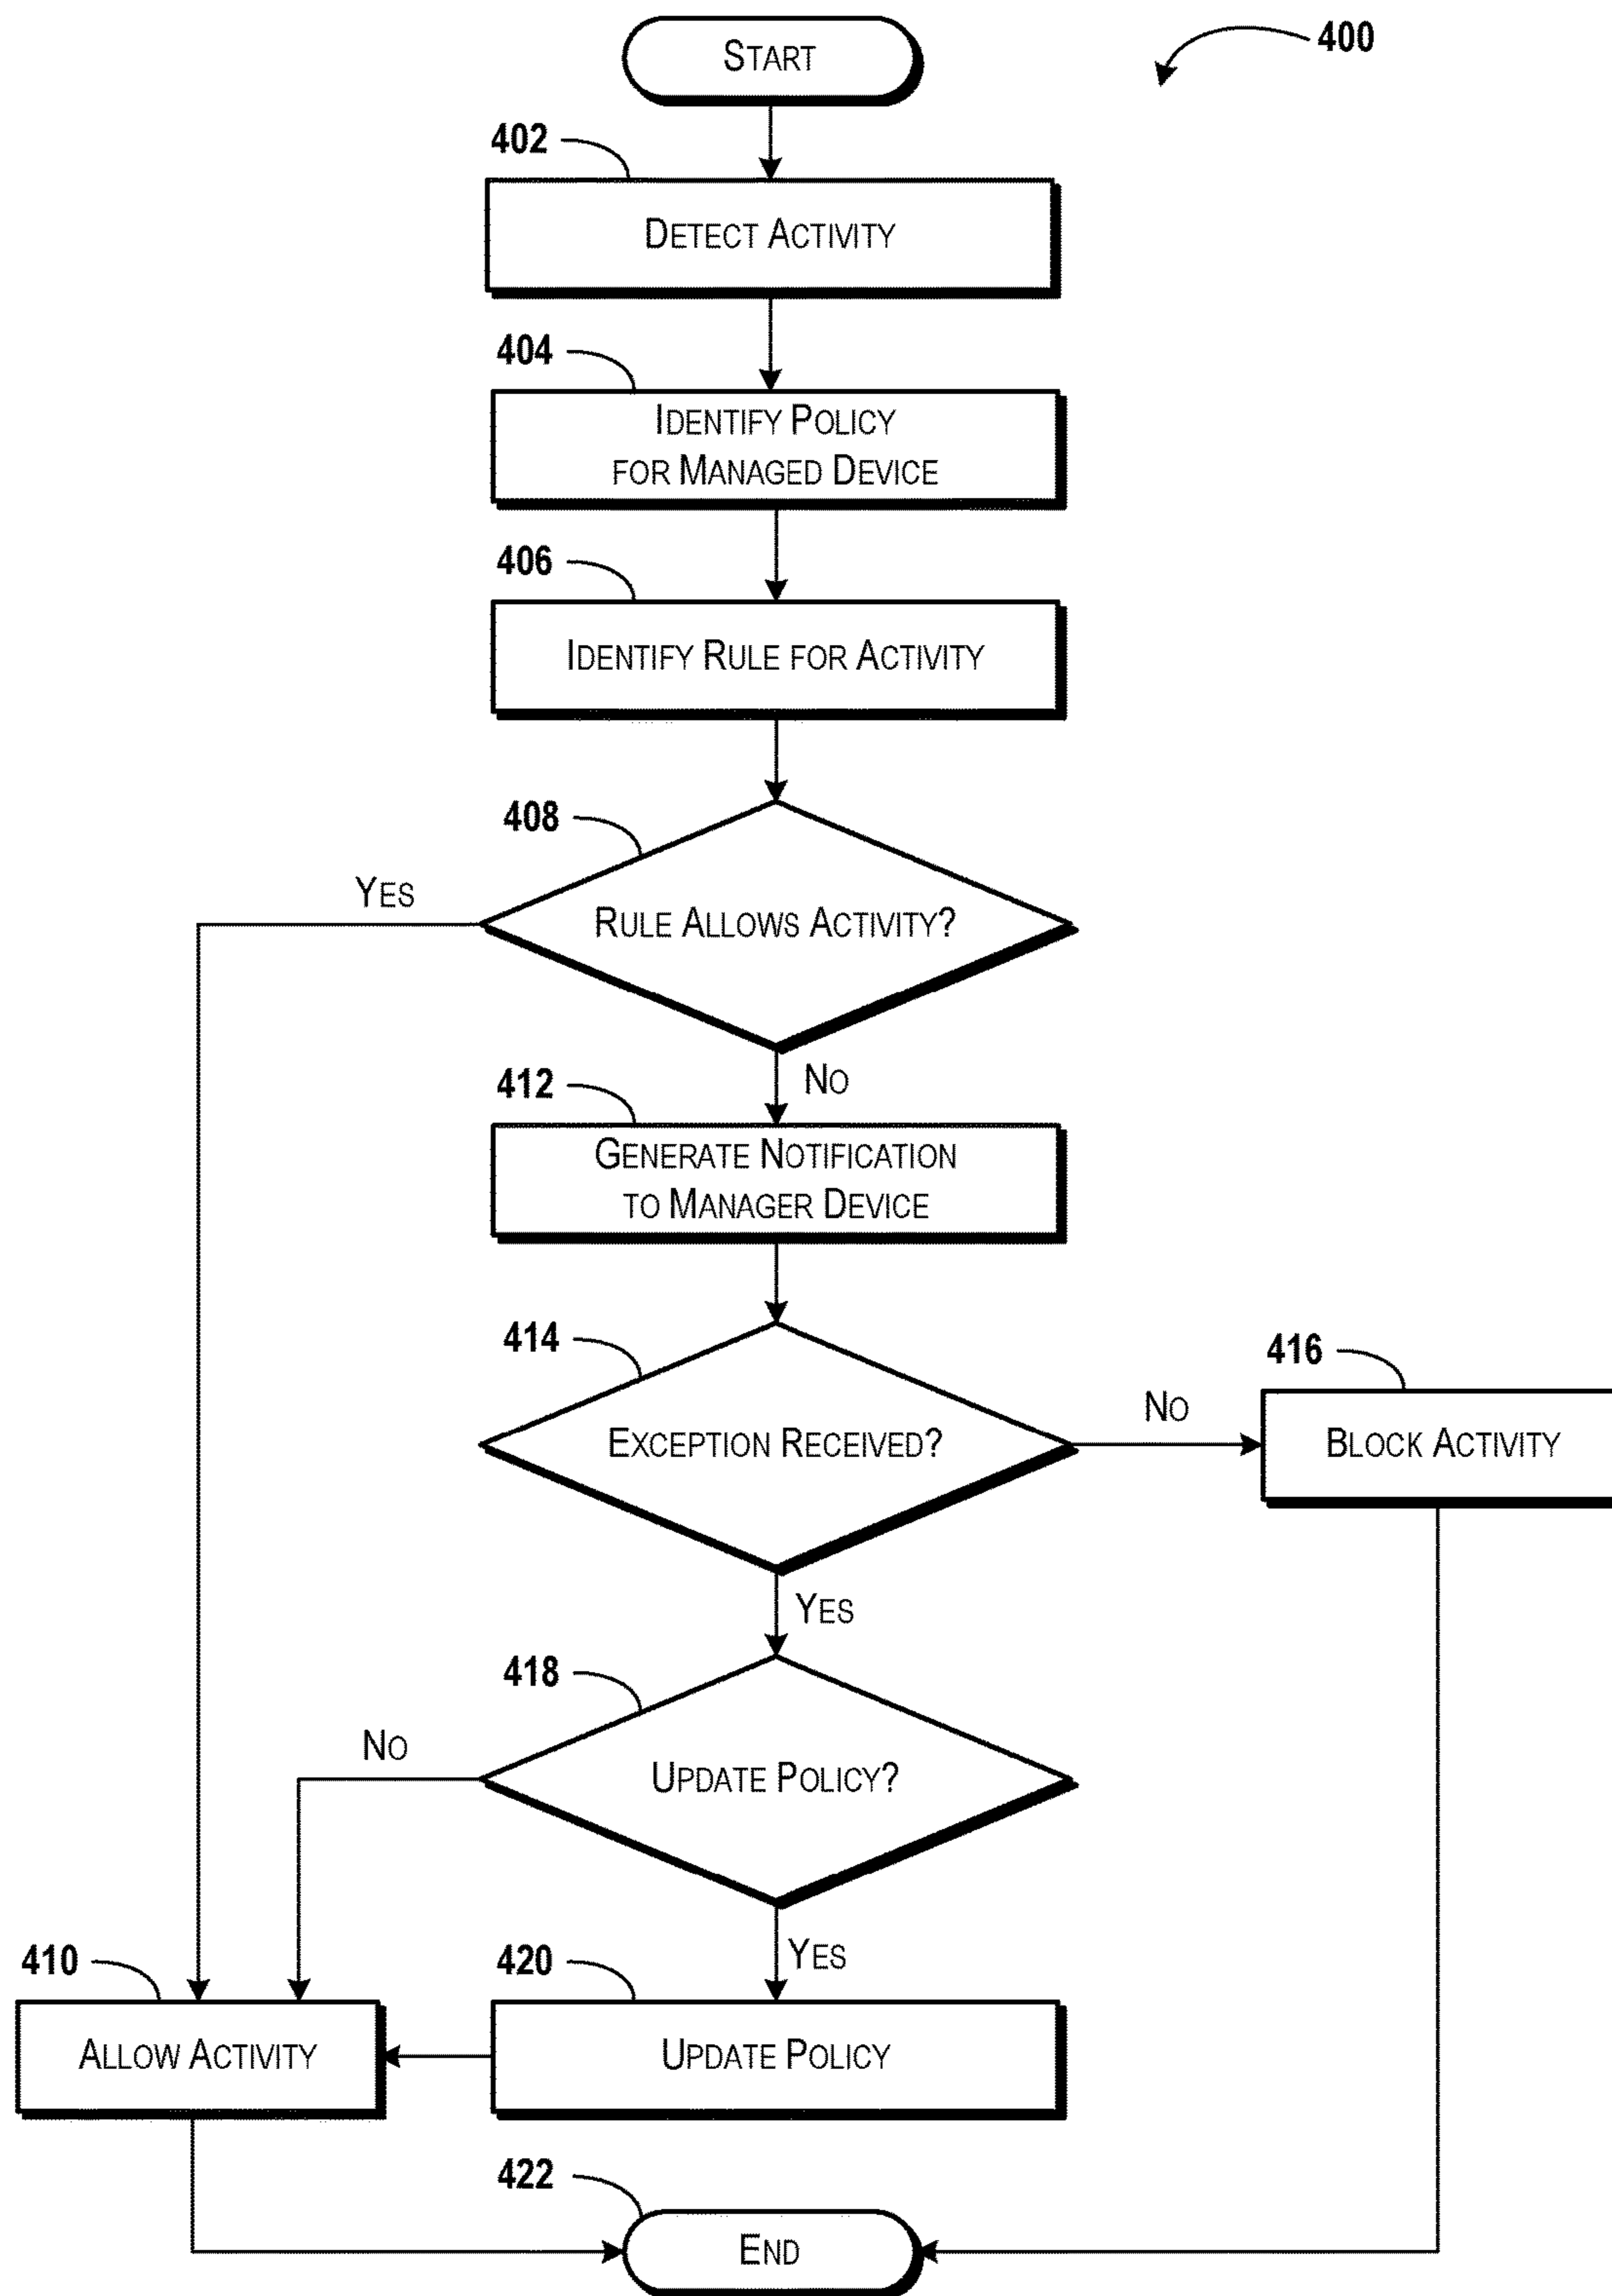 400
START
402
DETECT ACTIVITY
404
IDENTIFY POLICY
FOR MANAGED DEVICE
406
IDENTIFY RULE FOR ACTIVITY
408
YES
RULE ALLOWS ACTIVITY?
NO
412
GENERATE NOTIFICATION
TO MANAGER DEVICE
414
416
NO
EXCEPTION RECEIVED?
BLOCK ACTIVITY
YES
418
NO
UPDATE POLICY?
YES
410
420
ALLOW ACTIVITY
UPDATE POLICY
422
END